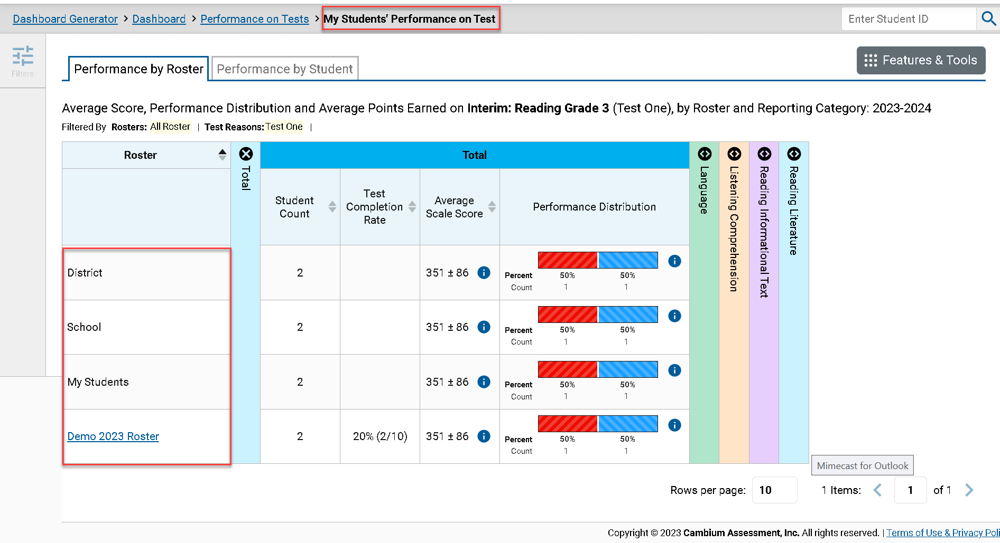 Dashboard Generator > Dashboard > Performance on Tests > My Students' Performance on Test
Enter Student ID
Filters
Performance by Roster
Performance by Student
Features & Tools
Average Score, Performance Distribution and Average Points Earned on Interim: Reading Grade 3 (Test One), by Roster and Reporting Category: 2023-2024
Filtered By Rosters: All Roster | Test Reasons: Test One |
Roster
Total
Total
Language
Listening Comprehension
Reading Informational Text
Reading Literature
Student
Count
Test
Completion
Rate
Average
Scale Score
Performance Distribution
District
2
351 ± 86
Percent 50% 50%
Count 1 1
School
2
351 ± 86
Percent 50% 50%
Count 1 1
My Students
2
351 ± 86
Percent 50% 50%
Count 1 1
Demo 2023 Roster
2
20% (2/10)
351 ± 86
Percent 50% 50%
Count 1 1
Mimecast for Outlook
Rows per page: 10 1 Items: 1 of 1
Copyright © 2023 Cambium Assessment, Inc. All rights reserved. | Terms of Use & Privacy Poli